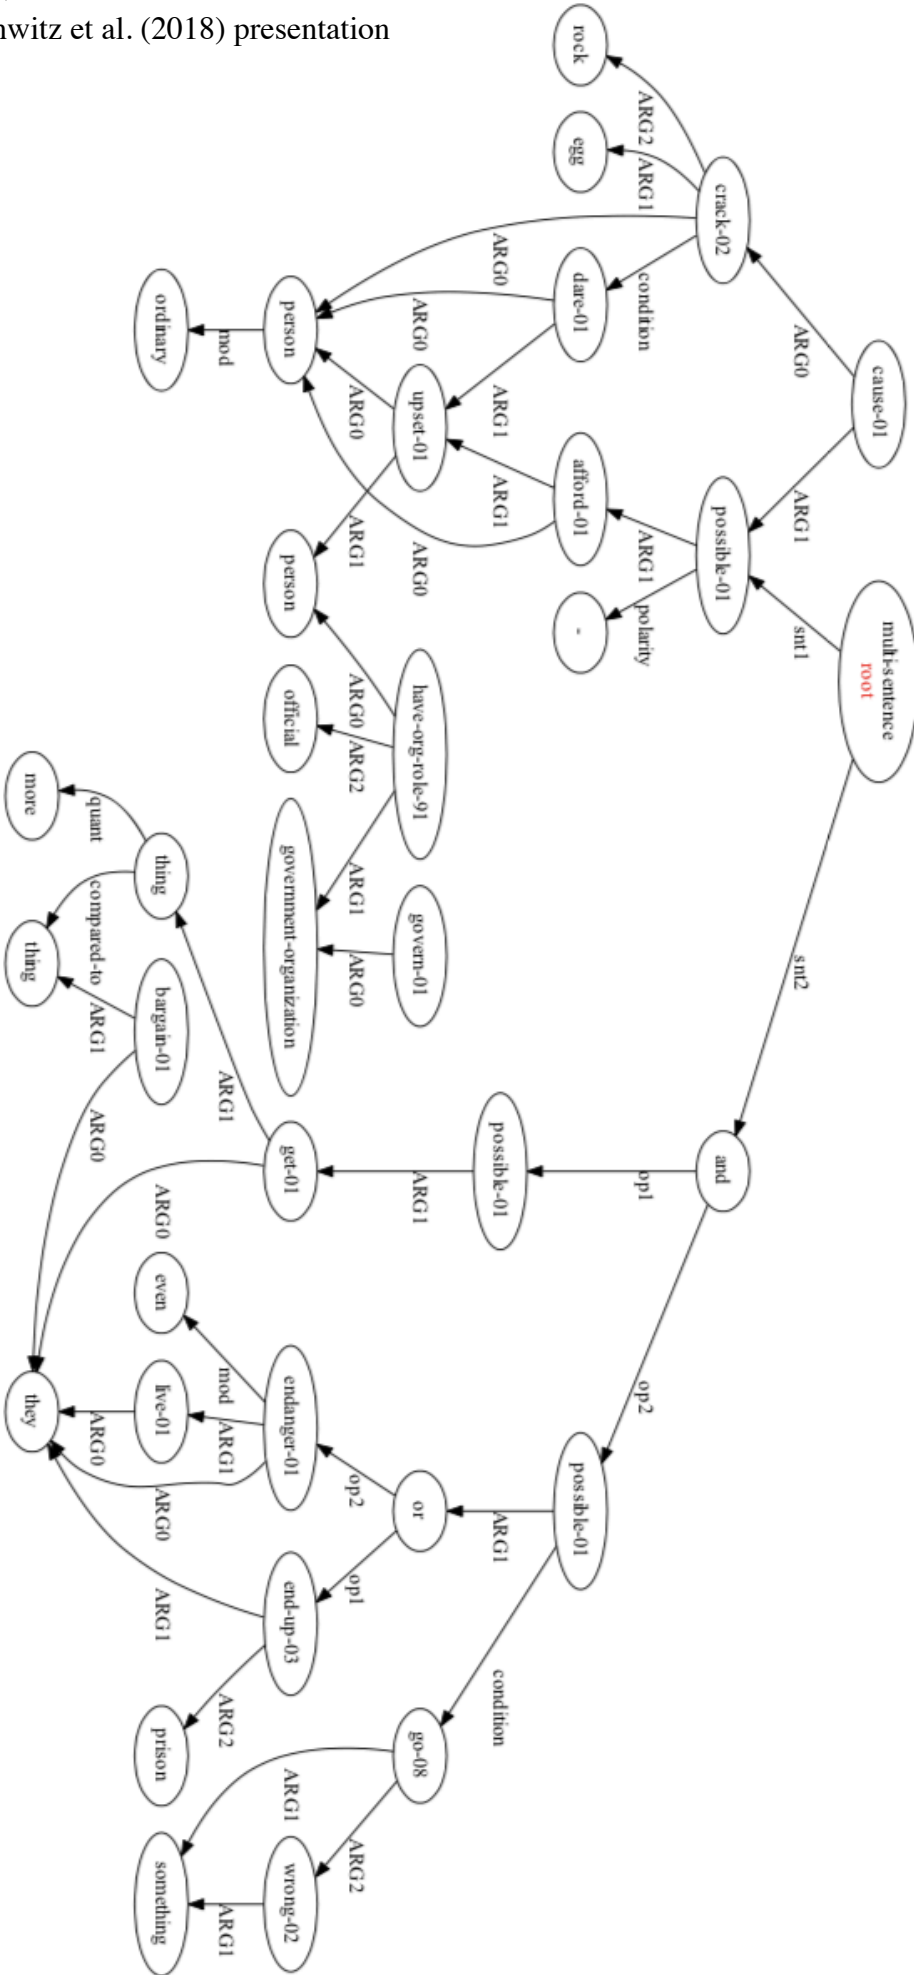 nwitz et al. (2018) presentation
multi-sentence
root
snt1
snt2
cause-01
ARG0
ARG1
crack-02
possible-01
and
ARG2
ARG1
ARG0
condition
ARG1
polarity
op1
op2
rock
egg
dare-01
afford-01
-
possible-01
possible-01
ARG0
ARG1
ARG1
ARG0
ARG1
ARG1
condition
upset-01
have-org-role-91
govern-01
or
go-08
ARG0
ARG1
ARG0
ARG2
ARG1
ARG0
op2
op1
ARG1
ARG2
person
person
official
government-organization
get-01
endanger-01
end-up-03
wrong-02
mod
ARG1
ARG0
mod
ARG1
ARG0
ARG1
ARG2
ARG1
ordinary
thing
bargain-01
even
live-01
prison
something
quant
compared-to
ARG1
ARG0
ARG0
more
thing
they